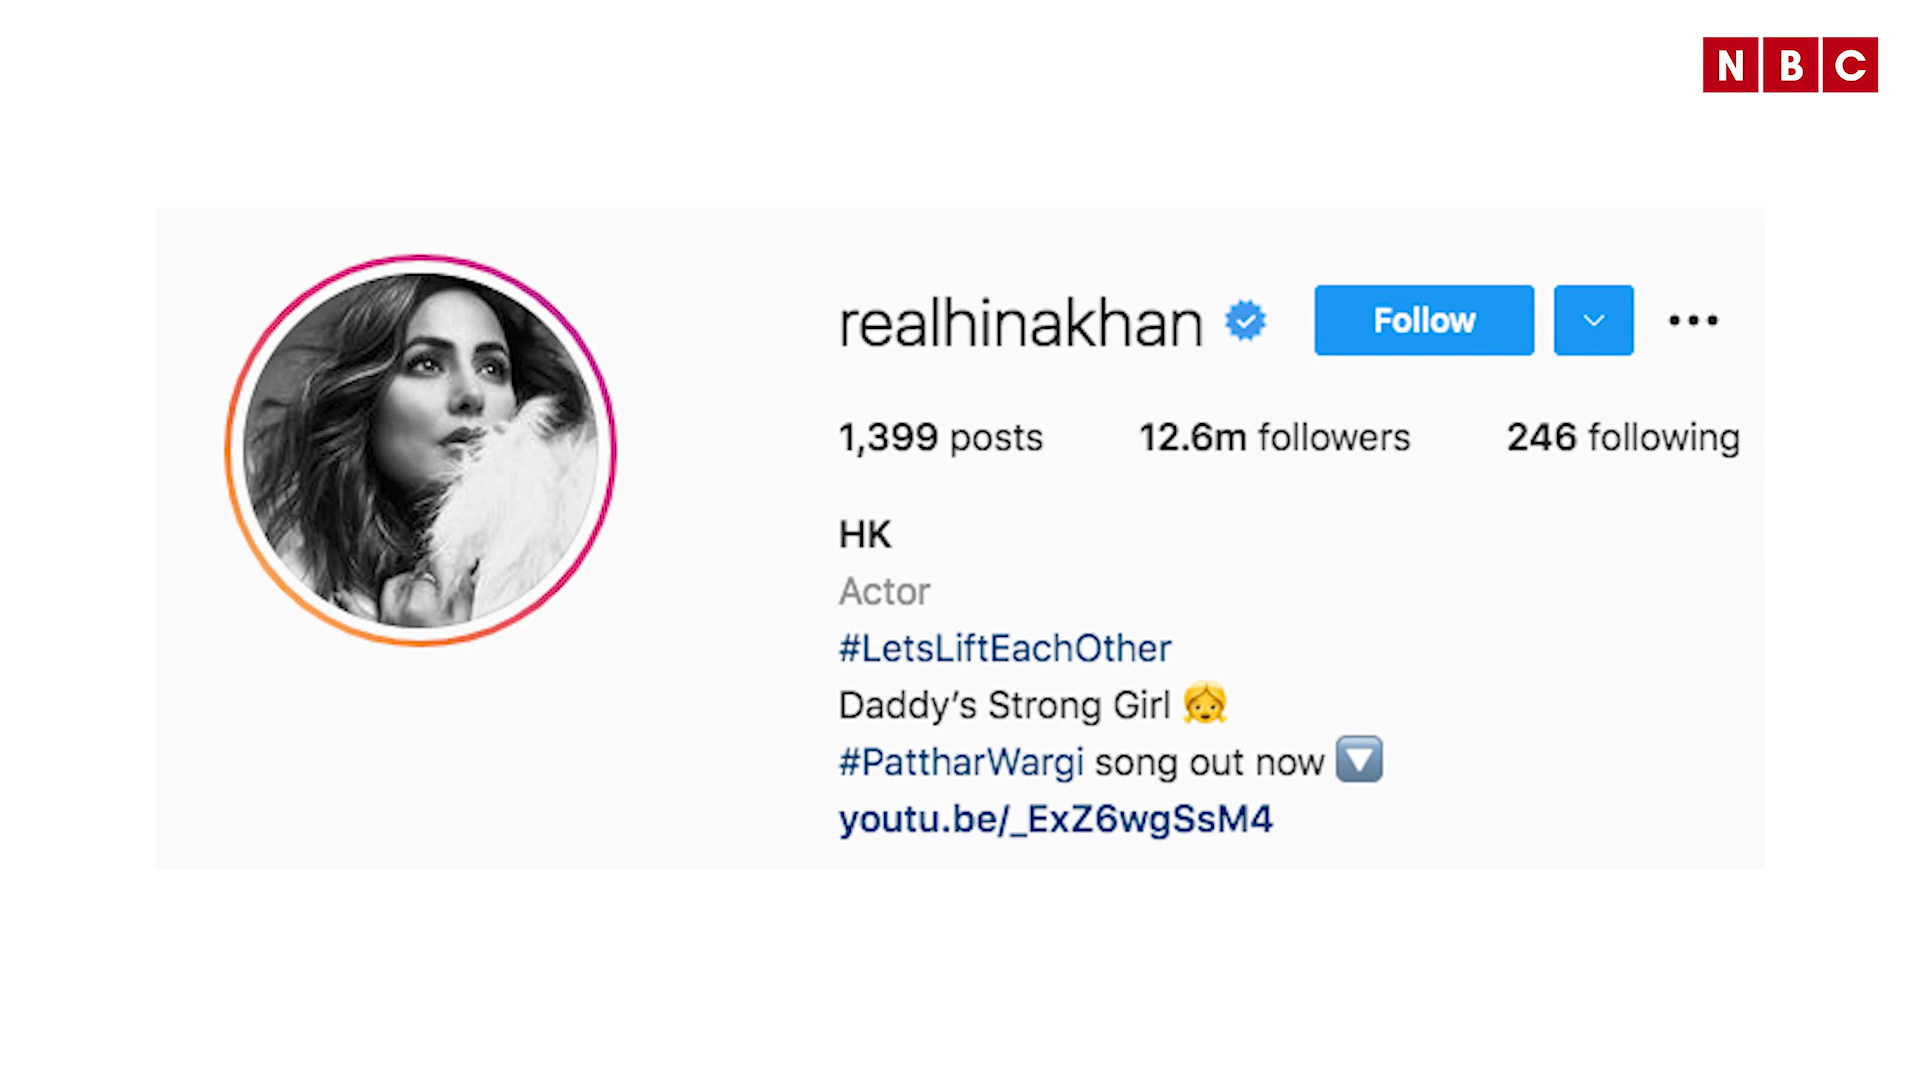 NBC
realhinakhan Follow
1,399 posts 12.6m followers 246 following
HK
Actor
#LetsLiftEachOther
Daddy’s Strong Girl 👧
#PattharWargi song out now 🔽
youtu.be/_ExZ6wgSsM4